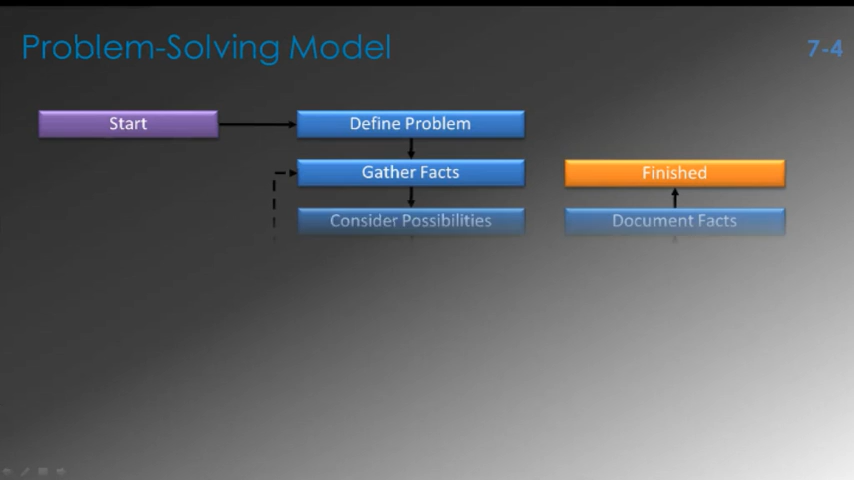 Problem-Solving Model
7-4
Start
Define Problem
Gather Facts
Finished
Consider Possibilities
Document Facts